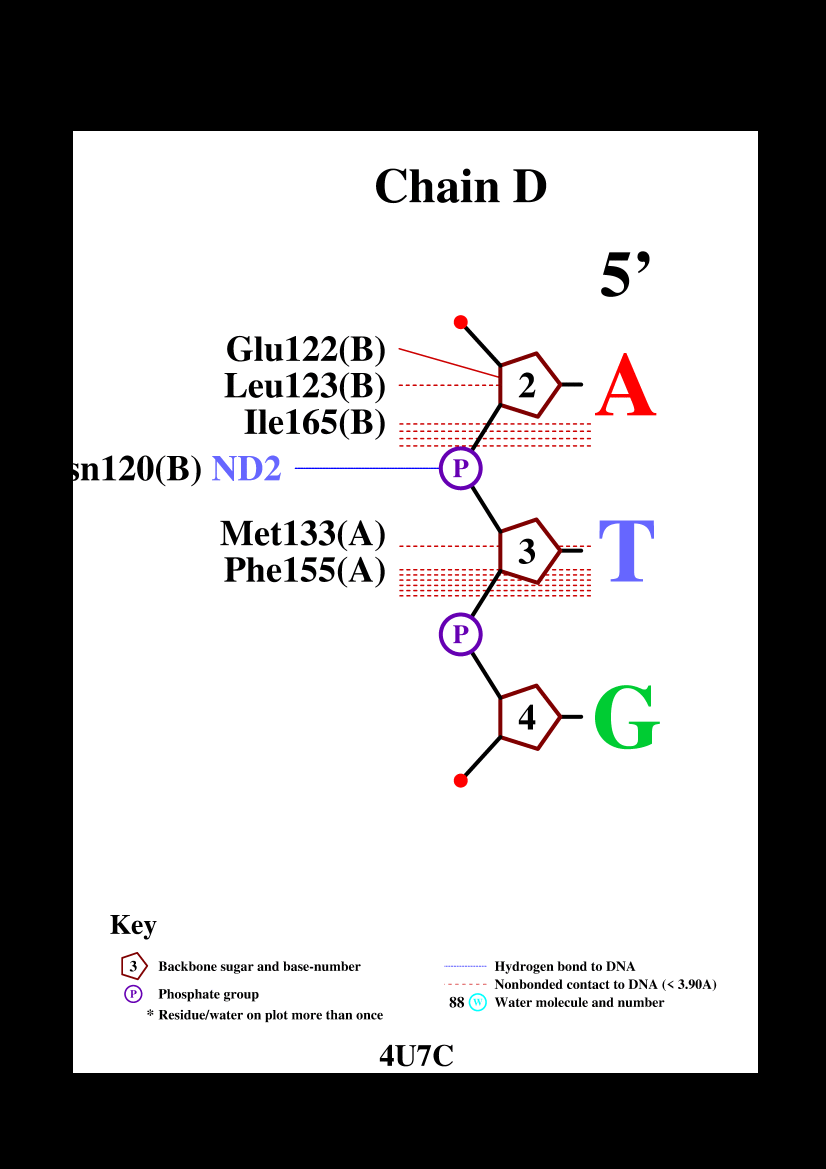 Chain D
5’
Glu122(B)
Leu123(B)
2 A
Ile165(B)
sn120(B) ND2 P
Met133(A)
3 T
Phe155(A)
P
4 G
Key
3 Backbone sugar and base-number
P Phosphate group
* Residue/water on plot more than once
Hydrogen bond to DNA
Nonbonded contact to DNA (< 3.90A)
88 W Water molecule and number
4U7C